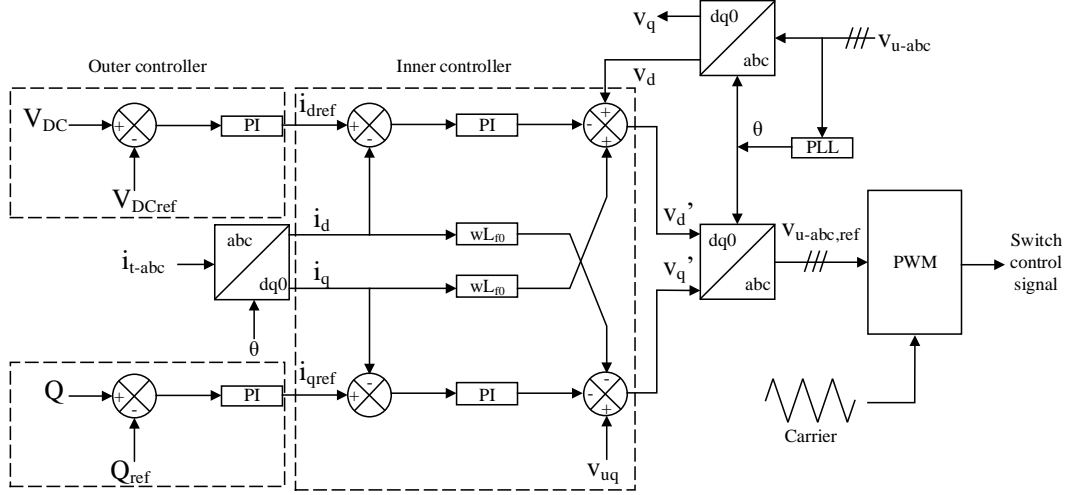 Outer controller
Inner controller
V_DC
+
-
PI
V_DCref
i_dref
+
-
PI
-
+
+
v_d
v_q
dq0
abc
v_u-abc
θ
PLL
i_t-abc
abc
dq0
θ
i_d
i_q
wL_f0
wL_f0
v_d’
v_q’
dq0
abc
v_u-abc,ref
PWM
Switch
control
signal
Carrier
Q
+
-
PI
Q_ref
i_qref
+
-
PI
-
-
+
v_uq